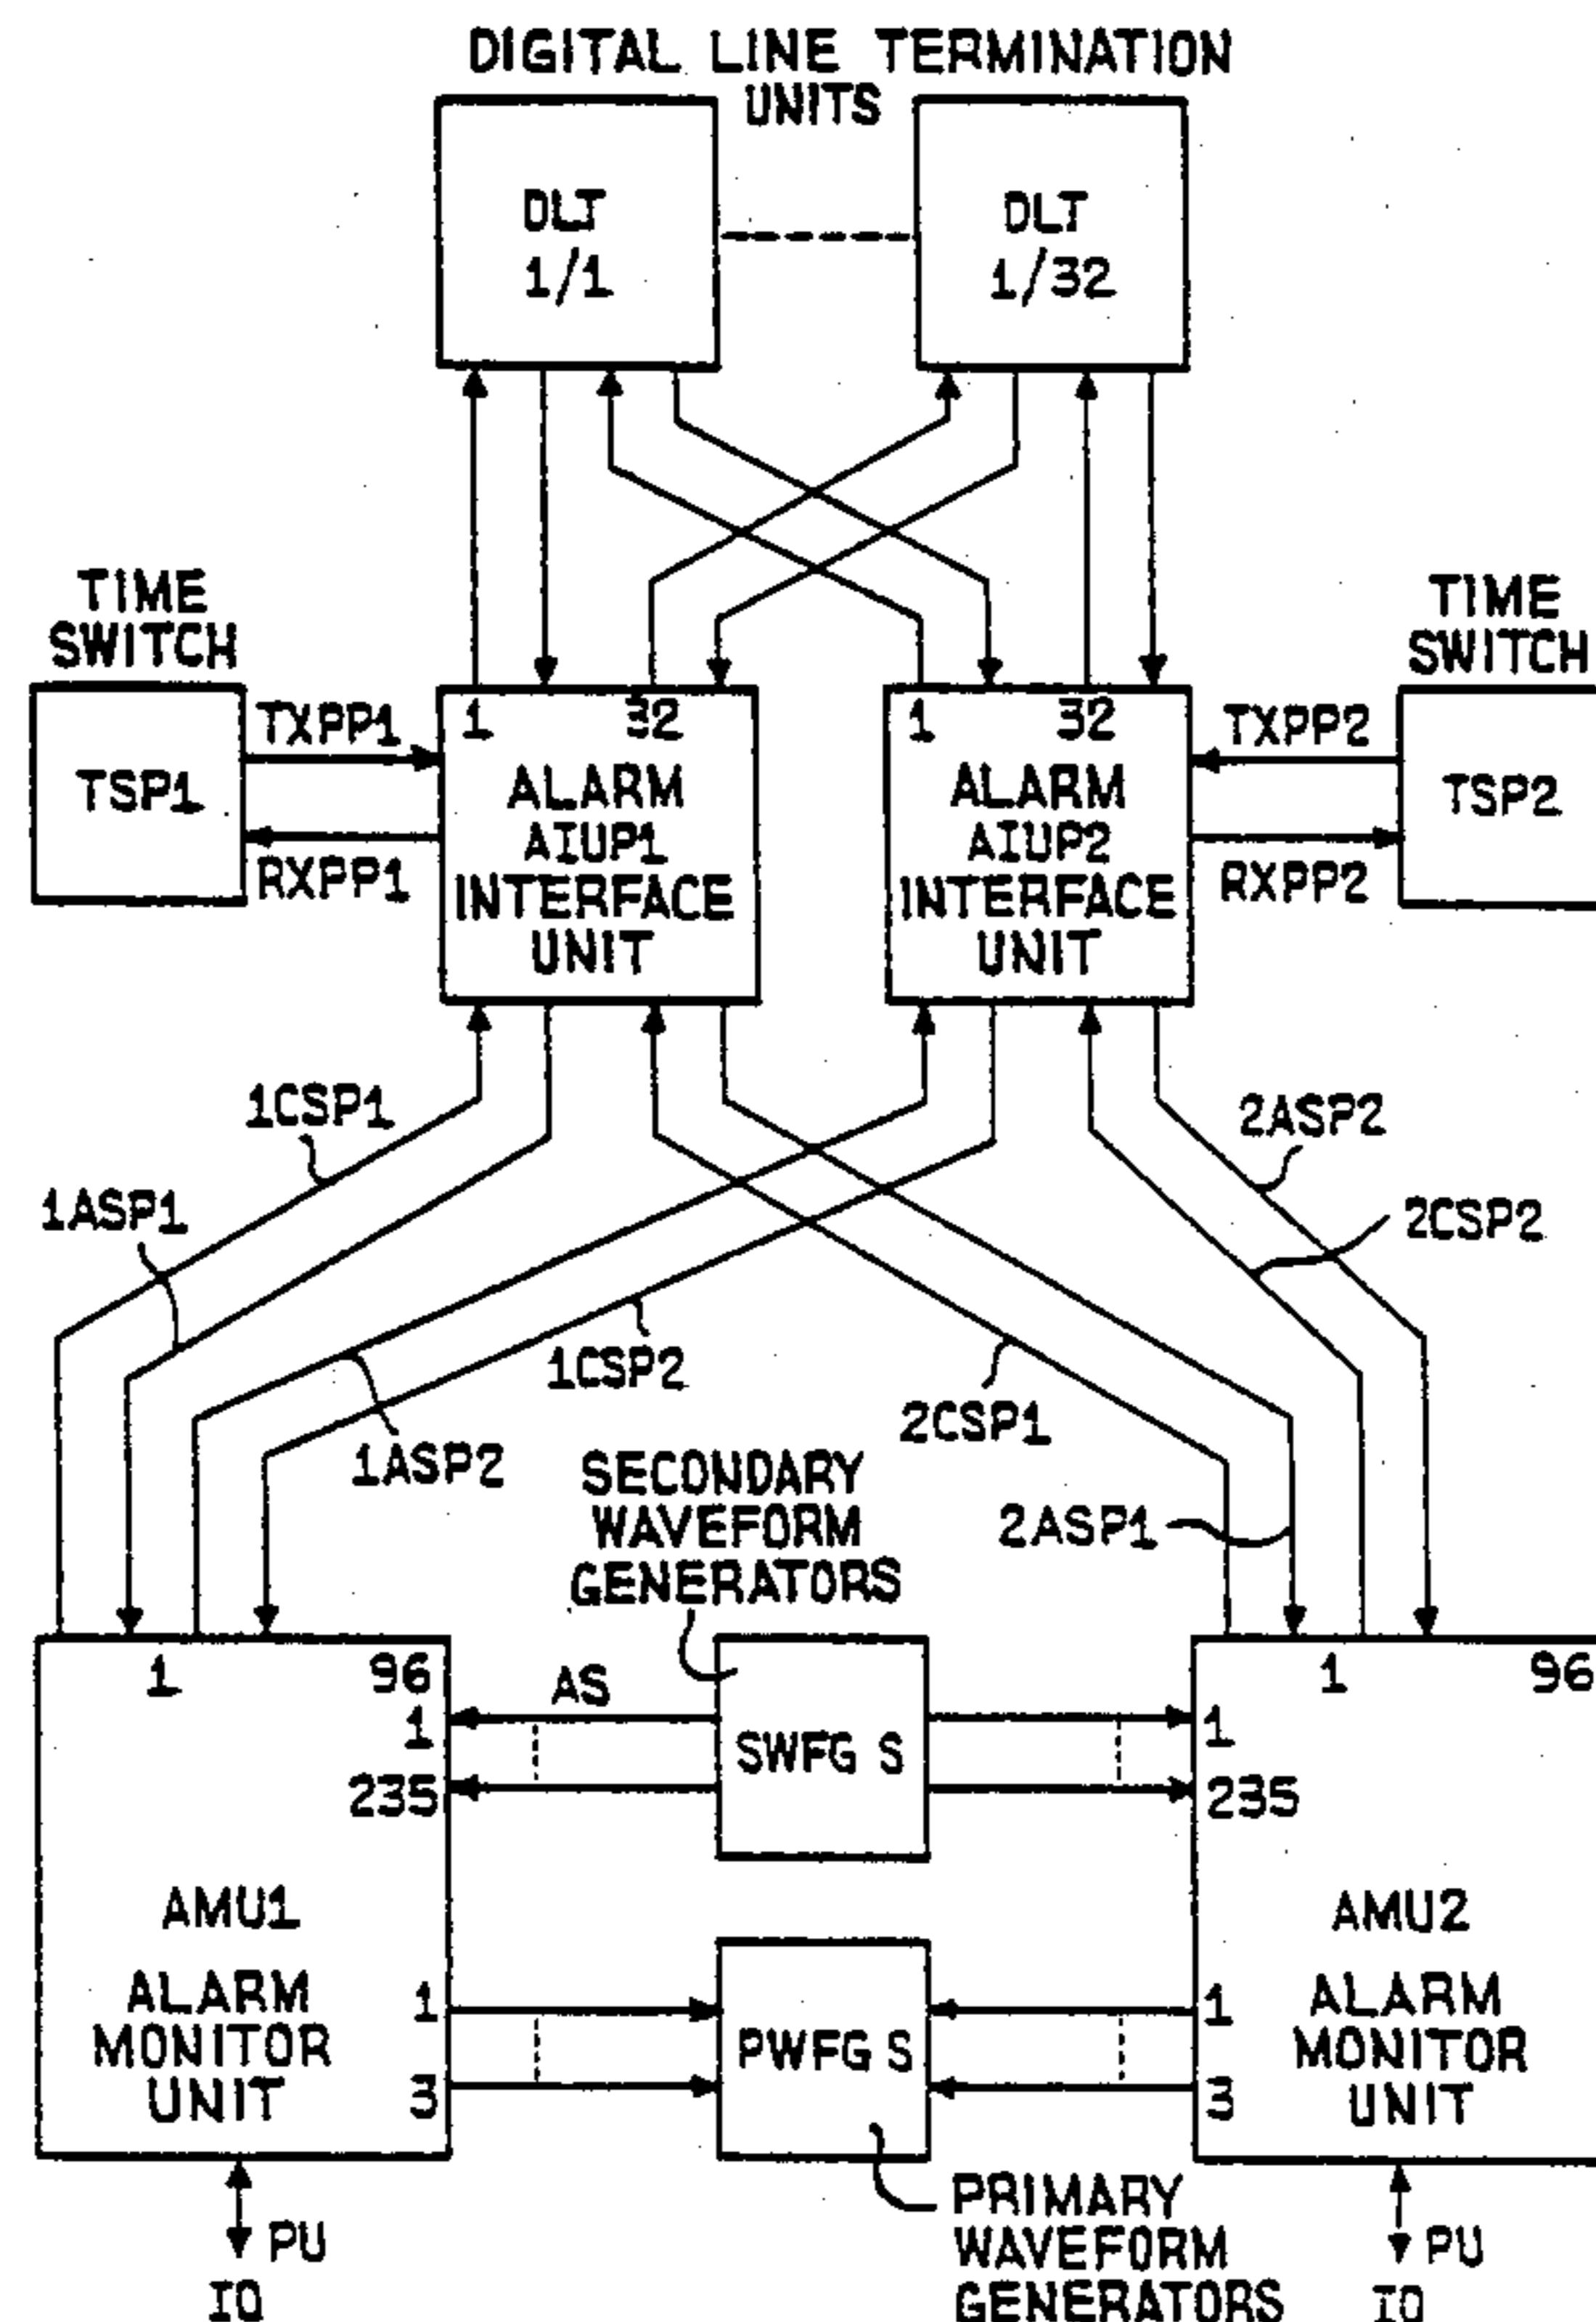 DIGITAL LINE TERMINATION
UNITS
DLT
1/1
DLT
1/32
TIME
SWITCH
TIME
SWITCH
TSP1
TXPP1
RXPP1
1 32
ALARM
AIUP1
INTERFACE
UNIT
1 32
ALARM
AIUP2
INTERFACE
UNIT
TXPP2
RXPP2
TSP2
1CSP1
1ASP1
2ASP2
2CSP2
1CSP2
1ASP2
2CSP1
2ASP1
SECONDARY
WAVEFORM
GENERATORS
1 96
1
235
AS
SWFG S
1 96
1
235
AMU1
ALARM
MONITOR
UNIT
1
3
PWFG S
1
3
AMU2
ALARM
MONITOR
UNIT
PRIMARY
WAVEFORM
GENERATORS
PU
IO
PU
IO